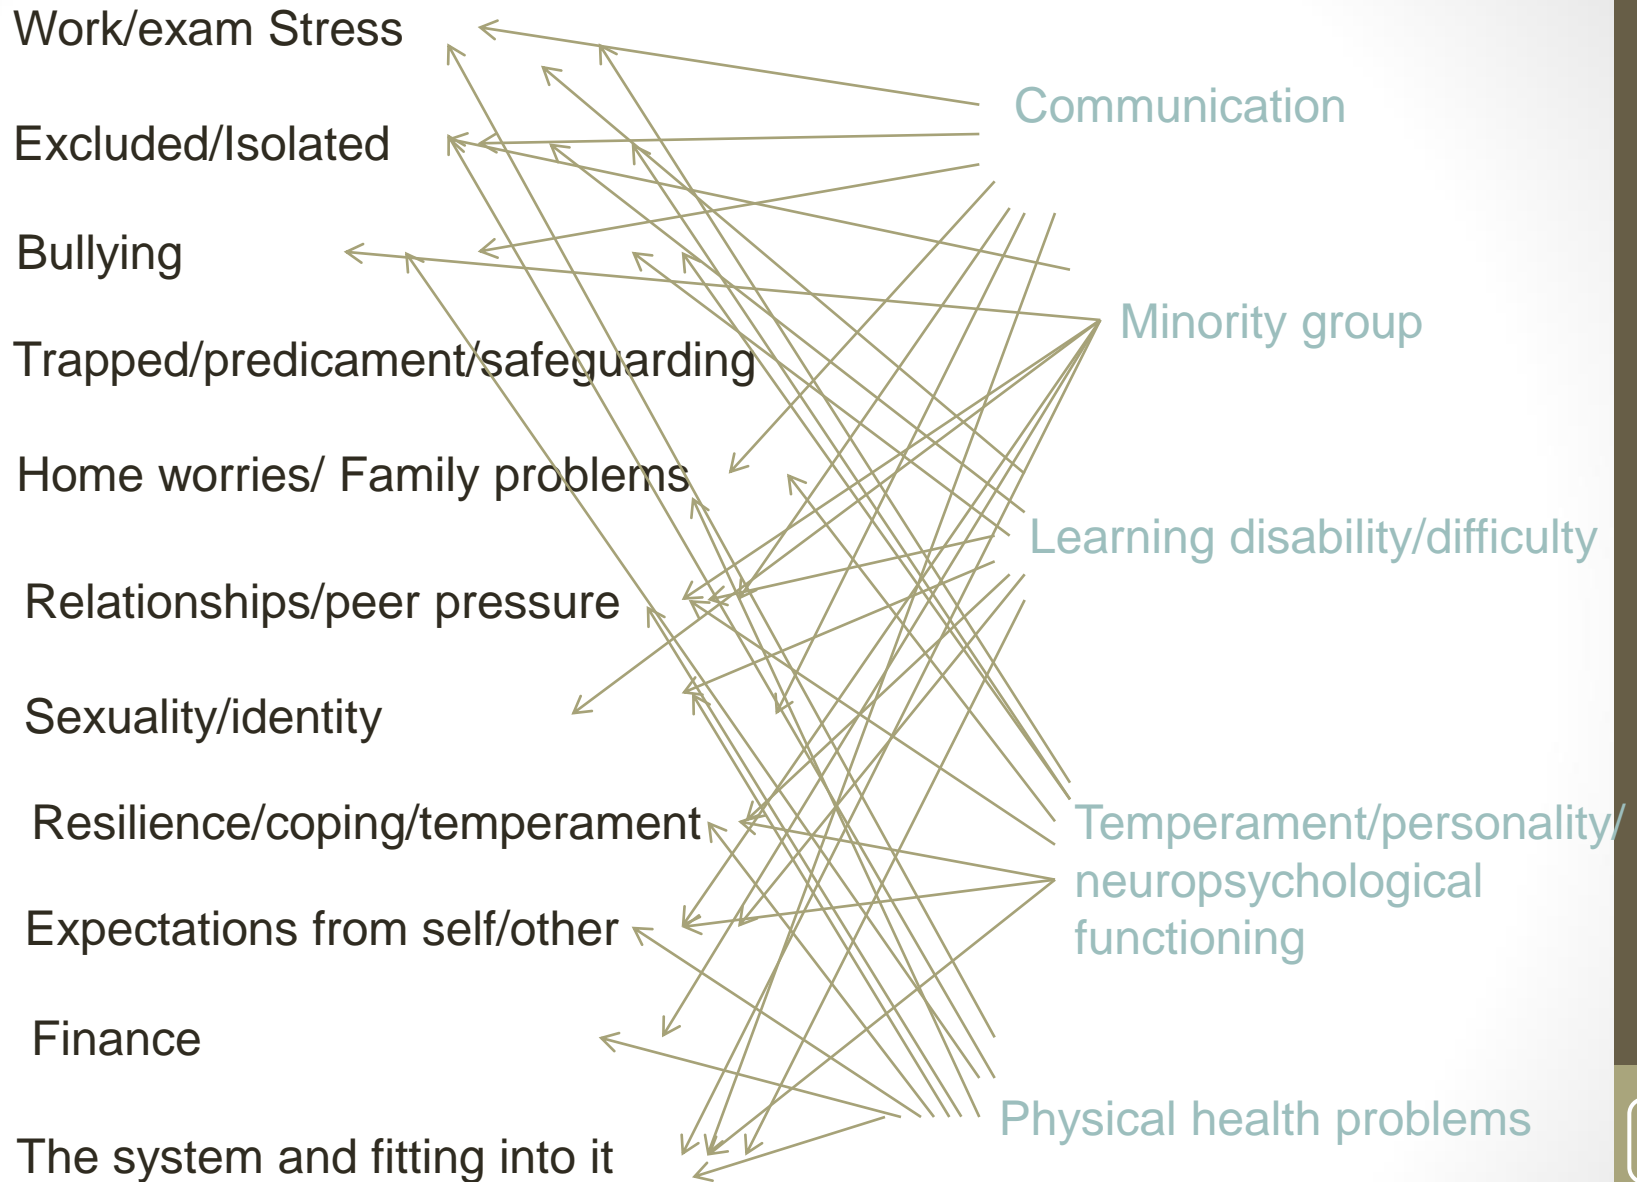 Work/exam Stress
Excluded/Isolated
Bullying
Trapped/predicament/safeguarding
Home worries/ Family problems
Relationships/peer pressure
Sexuality/identity
Resilience/coping/temperament
Expectations from self/other
Finance
The system and fitting into it
Communication
Minority group
Learning disability/difficulty
Temperament/personality/
neuropsychological
functioning
Physical health problems